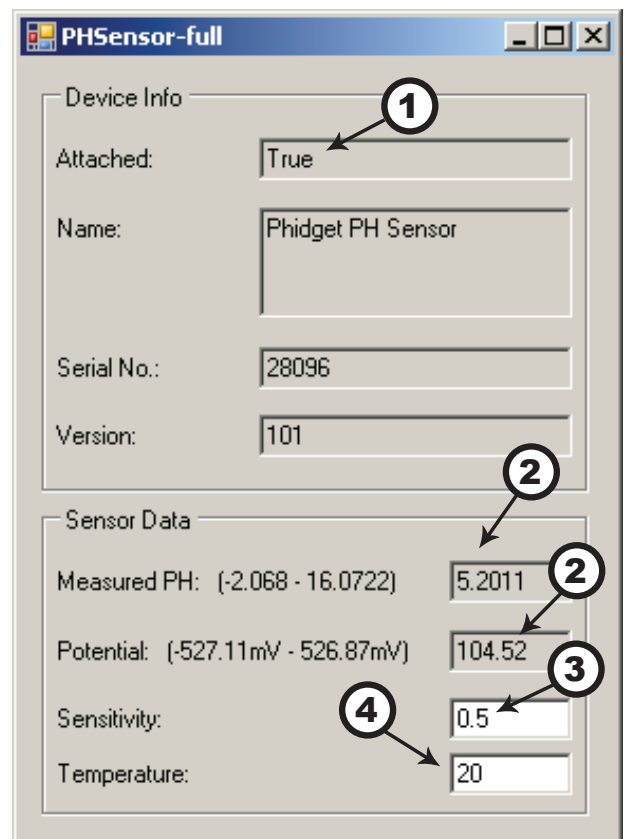 PHSensor-full
Device Info
1
Attached: True
Name: Phidget PH Sensor
Serial No.: 28096
Version: 101
2
Sensor Data
Measured PH: (-2.068 - 16.0722) 5.2011 2
Potential: (-527.11mV - 526.87mV) 104.52
3
Sensitivity: 4 0.5
Temperature: 20